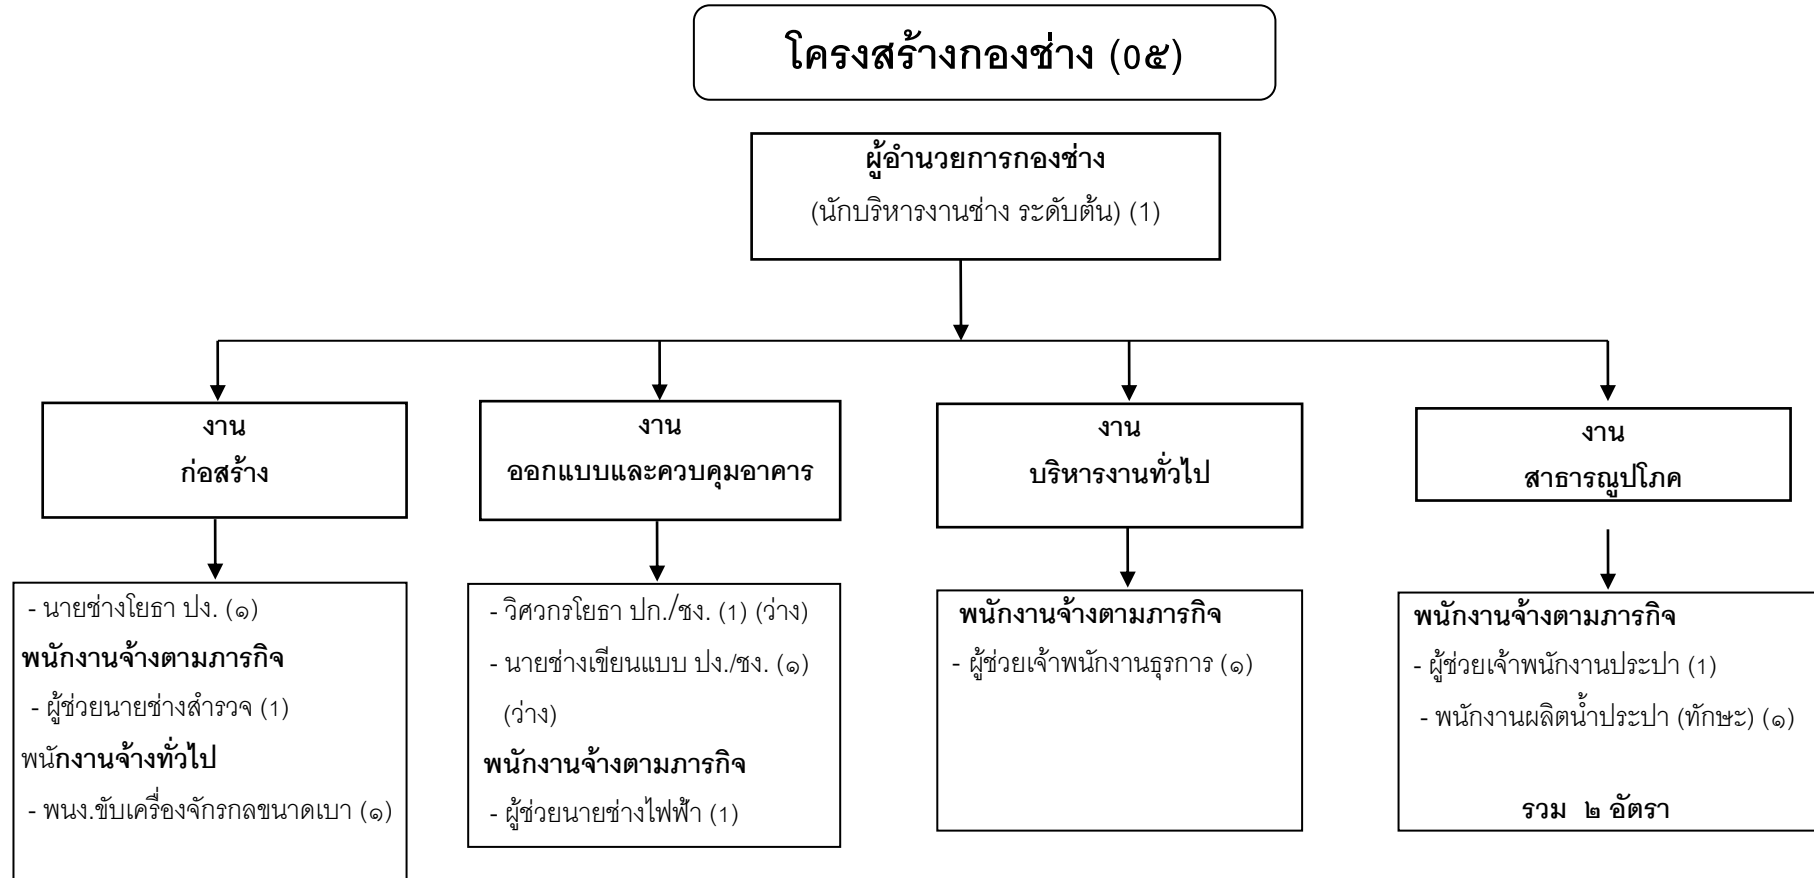 โครงสร้างกองช่าง (0๕)
ผู้อำนวยการกองช่าง
(นักบริหารงานช่าง ระดับต้น) (1)
งาน
ก่อสร้าง
งาน
ออกแบบและควบคุมอาคาร
งาน
บริหารงานทั่วไป
งาน
สาธารณูปโภค
- นายช่างโยธา ปง. (๑)
พนักงานจ้างตามภารกิจ
- ผู้ช่วยนายช่างสำรวจ (1)
พนักงานจ้างทั่วไป
- พนง.ขับเครื่องจักรกลขนาดเบา (๑)
- วิศวกรโยธา ปก./ชง. (1) (ว่าง)
- นายช่างเขียนแบบ ปง./ชง. (๑)
(ว่าง)
พนักงานจ้างตามภารกิจ
- ผู้ช่วยนายช่างไฟฟ้า (1)
พนักงานจ้างตามภารกิจ
- ผู้ช่วยเจ้าพนักงานธุรการ (๑)
พนักงานจ้างตามภารกิจ
- ผู้ช่วยเจ้าพนักงานประปา (1)
- พนักงานผลิตน้ำประปา (ทักษะ) (๑)
รวม ๒ อัตรา